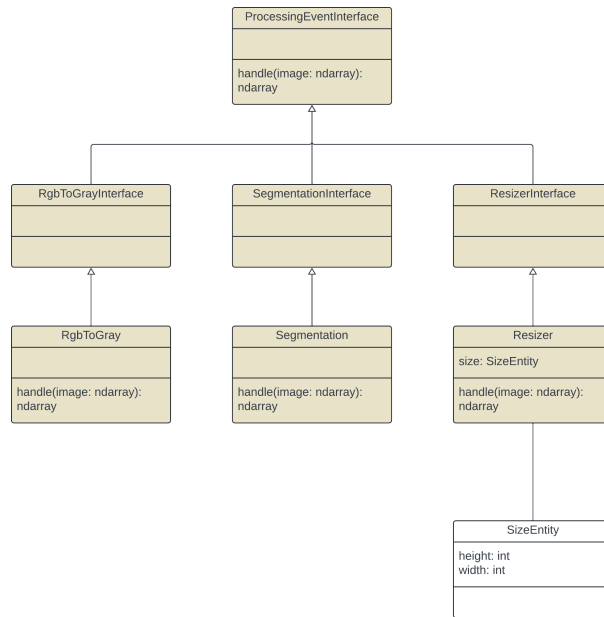 ProcessingEventInterface
handle(image: ndarray):
ndarray
RgbToGrayInterface
SegmentationInterface
ResizerInterface
RgbToGray
handle(image: ndarray):
ndarray
Segmentation
handle(image: ndarray):
ndarray
Resizer
size: SizeEntity
handle(image: ndarray):
ndarray
SizeEntity
height: int
width: int